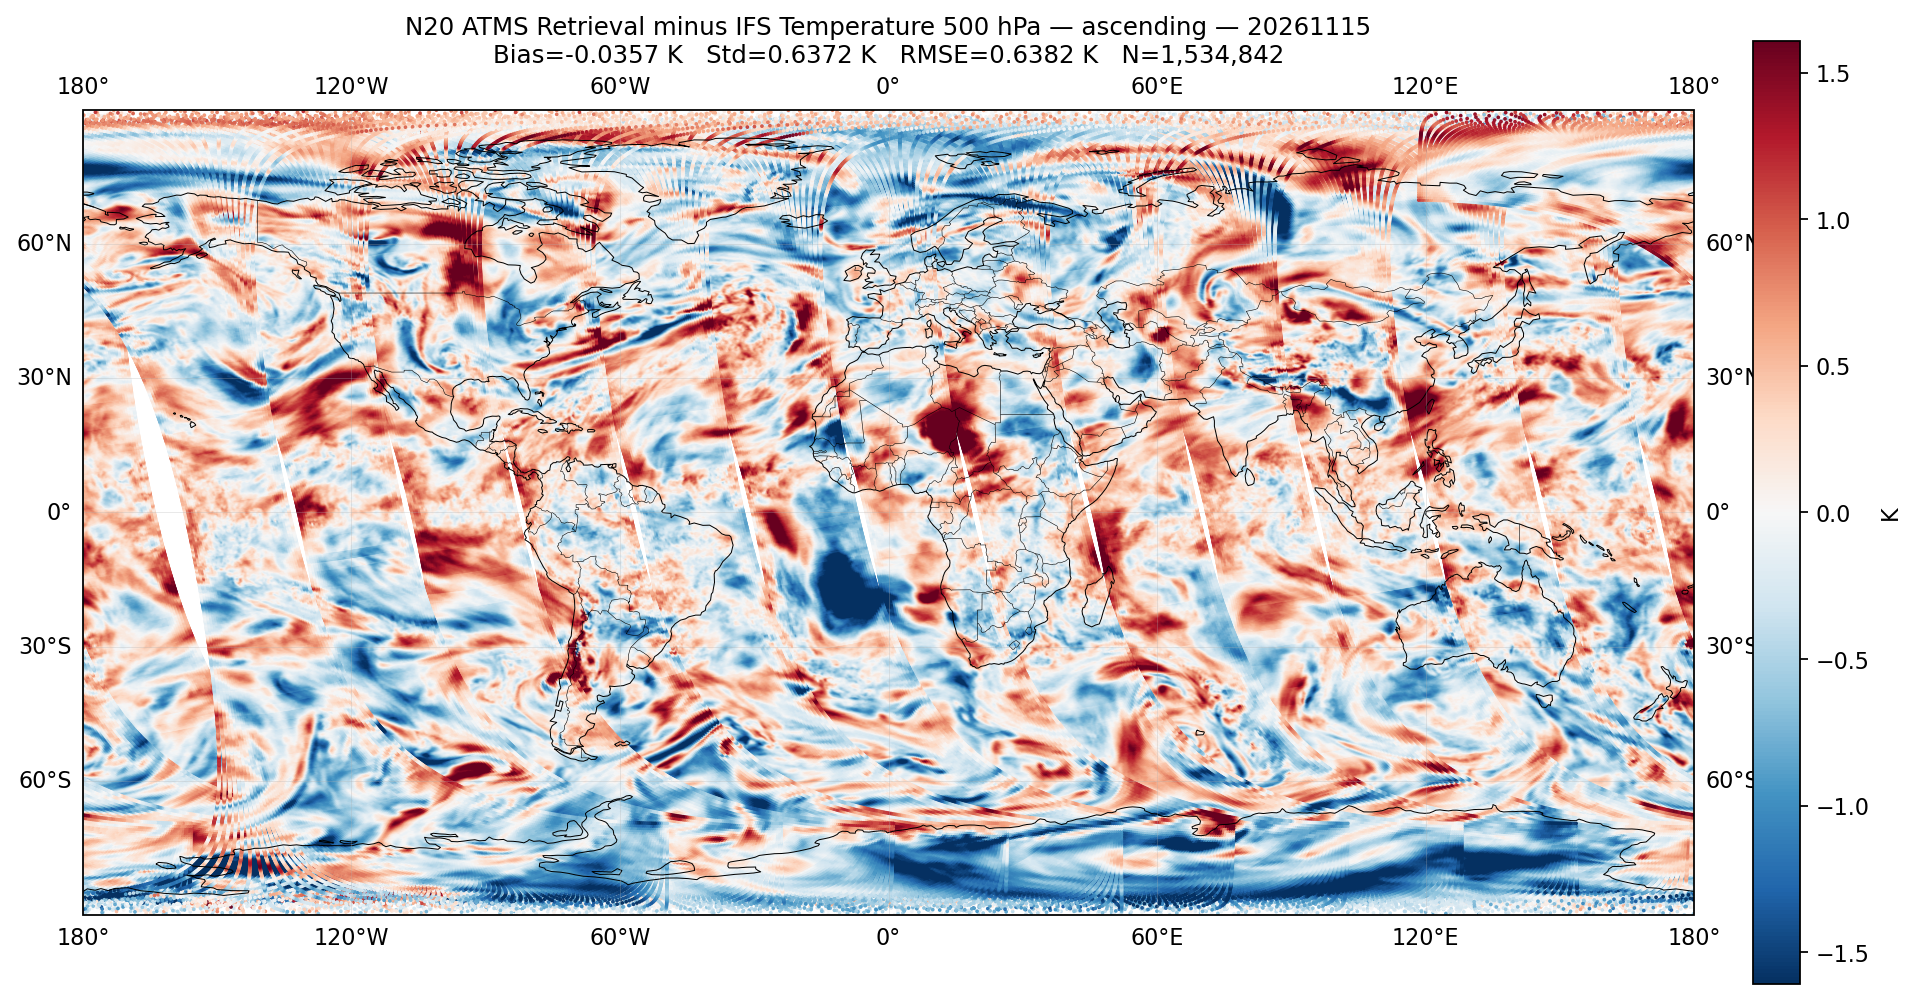 N20 ATMS Retrieval minus IFS Temperature 500 hPa — ascending — 20261115
Bias=-0.0357 K   Std=0.6372 K   RMSE=0.6382 K   N=1,534,842
180° 120°W 60°W 0° 60°E 120°E 180°
60°N 60°N
30°N 30°N
0° 0°
30°S 30°S
60°S 60°S
180° 120°W 60°W 0° 60°E 120°E 180°
1.5
1.0
0.5
0.0
−0.5
−1.0
−1.5
K